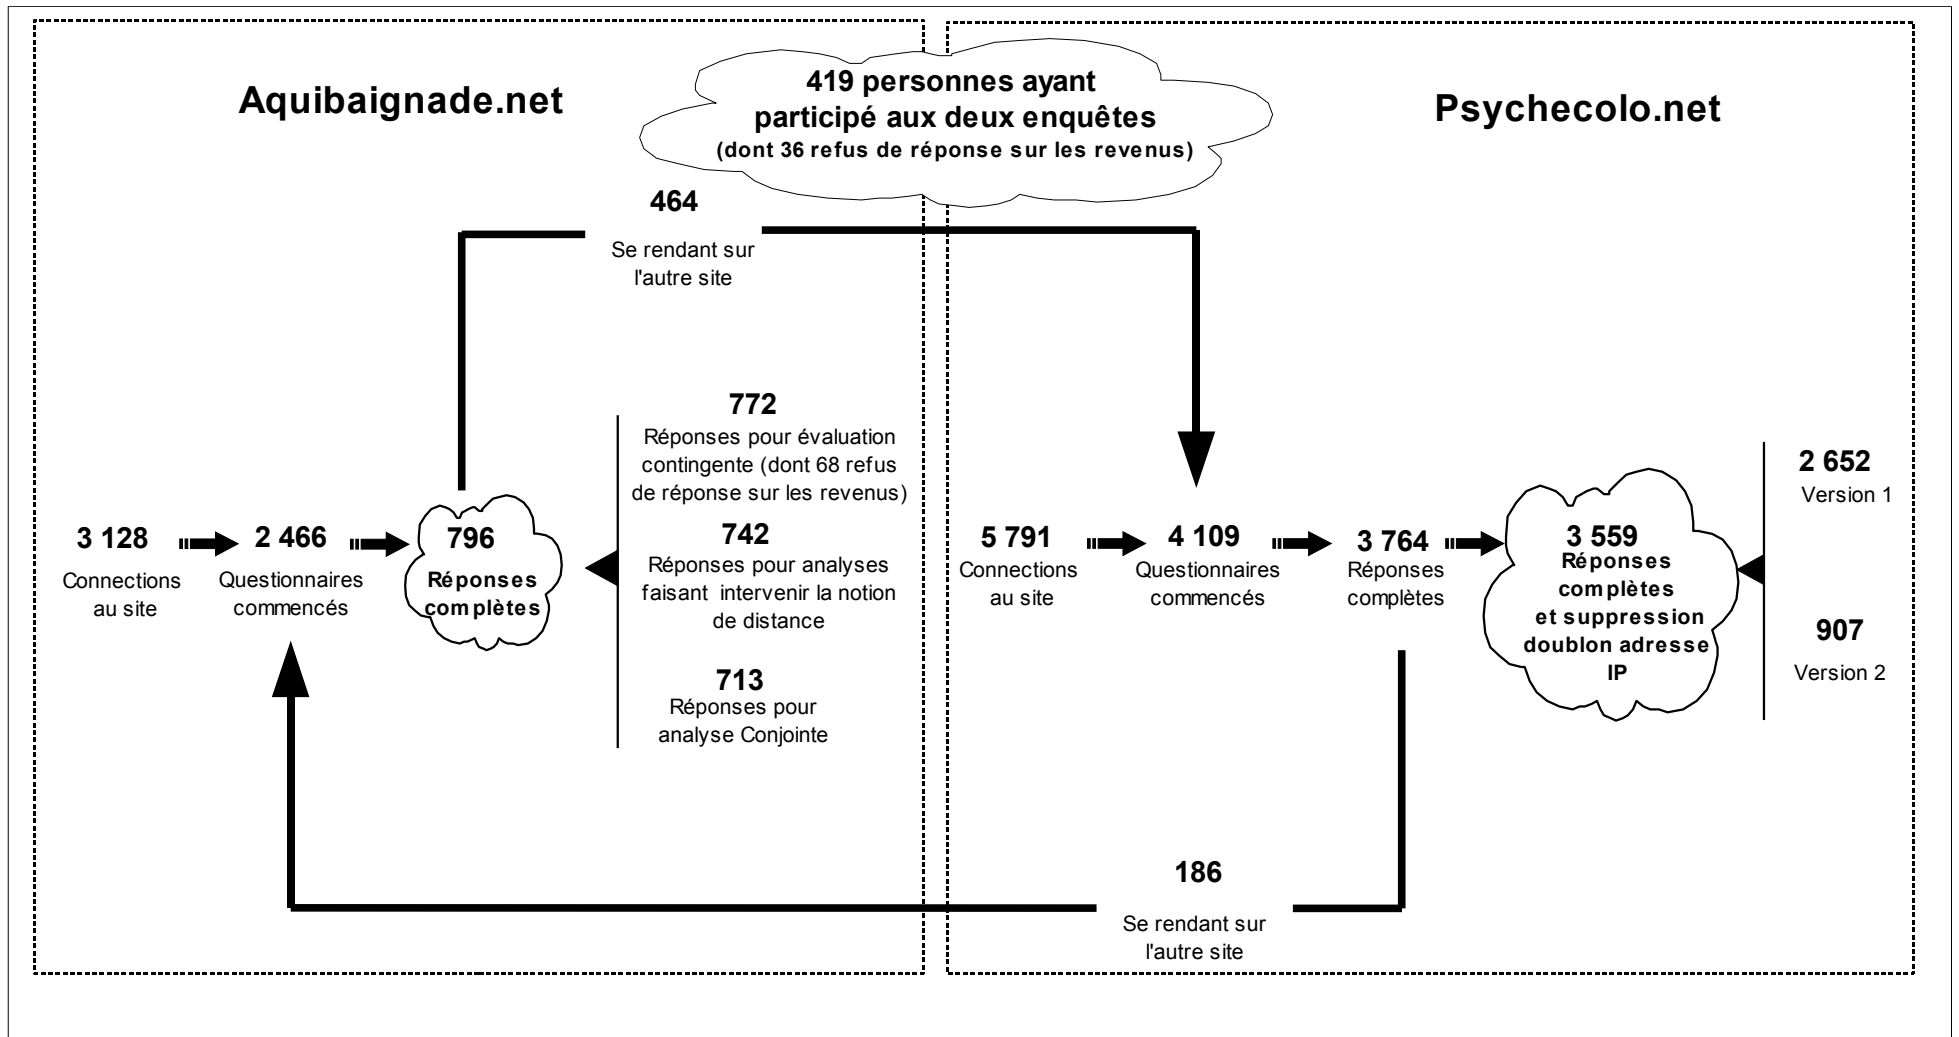 Aquibaignade.net
419 personnes ayant
participé aux deux enquêtes
(dont 36 refus de réponse sur les revenus)
Psychecolo.net
464
Se rendant sur
l'autre site
772
Réponses pour évaluation
contingente (dont 68 refus
de réponse sur les revenus)
742
Réponses pour analyses
faisant intervenir la notion
de distance
713
Réponses pour
analyse Conjointe
3 128
Connections
au site
2 466
Questionnaires
commencés
796
Réponses
complètes
5 791
Connections
au site
4 109
Questionnaires
commencés
3 764
Réponses
complètes
3 559
Réponses
complètes
et suppression
doublon adresse
IP
2 652
Version 1
907
Version 2
186
Se rendant sur
l'autre site